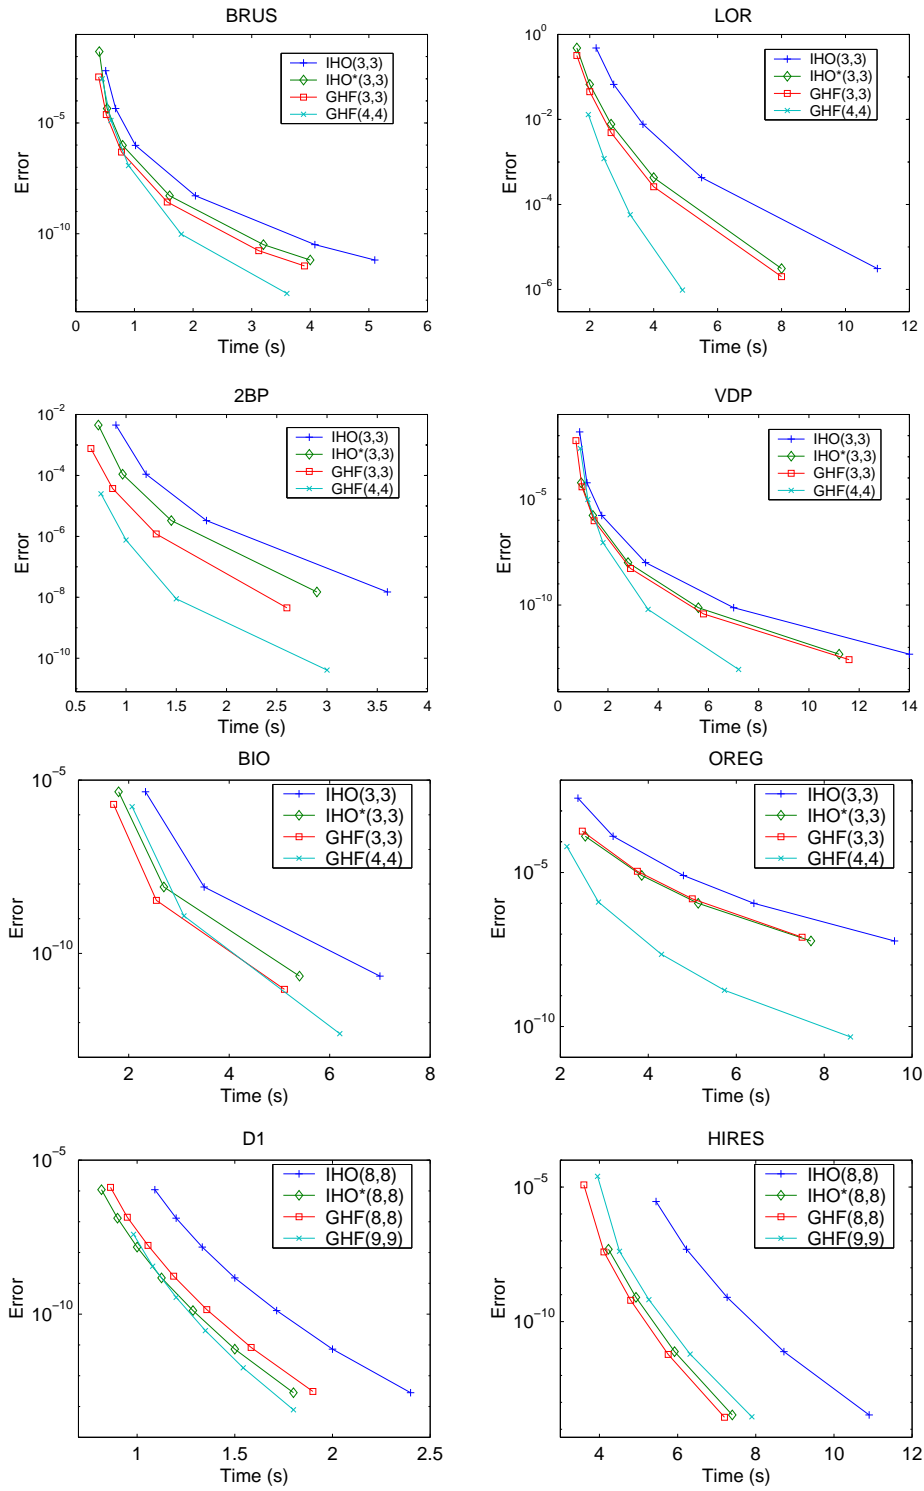 BRUS
IHO(3,3)
IHO*(3,3)
GHF(3,3)
GHF(4,4)
10^-5
10^-10
Error
0 1 2 3 4 5 6
Time (s)
LOR
IHO(3,3)
IHO*(3,3)
GHF(3,3)
GHF(4,4)
10^0
10^-2
10^-4
10^-6
Error
2 4 6 8 10 12
Time (s)
2BP
IHO(3,3)
IHO*(3,3)
GHF(3,3)
GHF(4,4)
10^-2
10^-4
10^-6
10^-8
10^-10
Error
0.5 1 1.5 2 2.5 3 3.5 4
Time (s)
VDP
IHO(3,3)
IHO*(3,3)
GHF(3,3)
GHF(4,4)
10^-5
10^-10
Error
0 2 4 6 8 10 12 14
Time (s)
BIO
IHO(3,3)
IHO*(3,3)
GHF(3,3)
GHF(4,4)
10^-5
10^-10
Error
2 4 6 8
Time (s)
OREG
IHO(3,3)
IHO*(3,3)
GHF(3,3)
GHF(4,4)
10^-5
10^-10
Error
2 4 6 8 10
Time (s)
D1
IHO(8,8)
IHO*(8,8)
GHF(8,8)
GHF(9,9)
10^-5
10^-10
Error
1 1.5 2 2.5
Time (s)
HIRES
IHO(8,8)
IHO*(8,8)
GHF(8,8)
GHF(9,9)
10^-5
10^-10
Error
4 6 8 10 12
Time (s)